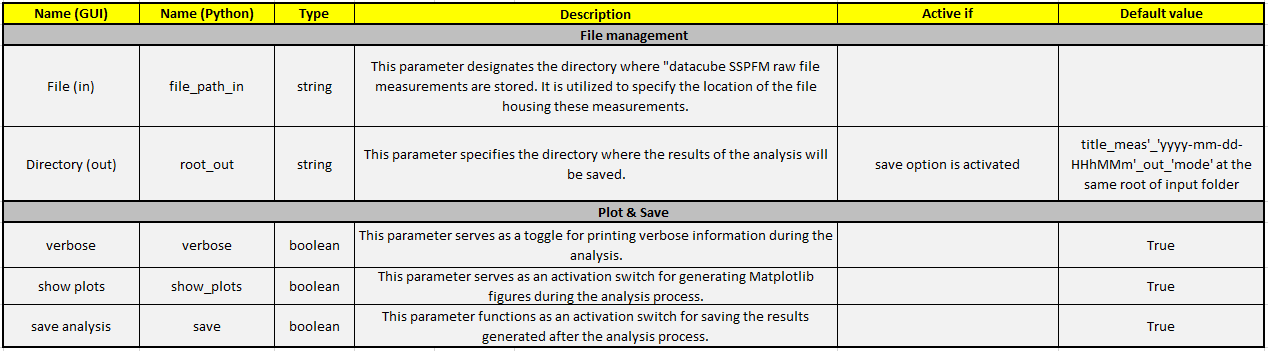 Name (GUI) Name (Python) Type Description Active if Default value
File management
File (in) file_path_in string
This parameter designates the directory where "datacube SSPFM raw file
measurements are stored. It is utilized to specify the location of the file
housing these measurements.
Directory (out) root_out string
This parameter specifies the directory where the results of the analysis will
be saved.
save option is activated
title_meas'_'yyyy-mm-dd-
HHhMMm'_out_'mode' at the
same root of input folder
Plot & Save
verbose verbose boolean
This parameter serves as a toggle for printing verbose information during the
analysis.
True
show plots show_plots boolean
This parameter serves as an activation switch for generating Matplotlib
figures during the analysis process.
True
save analysis save boolean
This parameter functions as an activation switch for saving the results
generated after the analysis process.
True